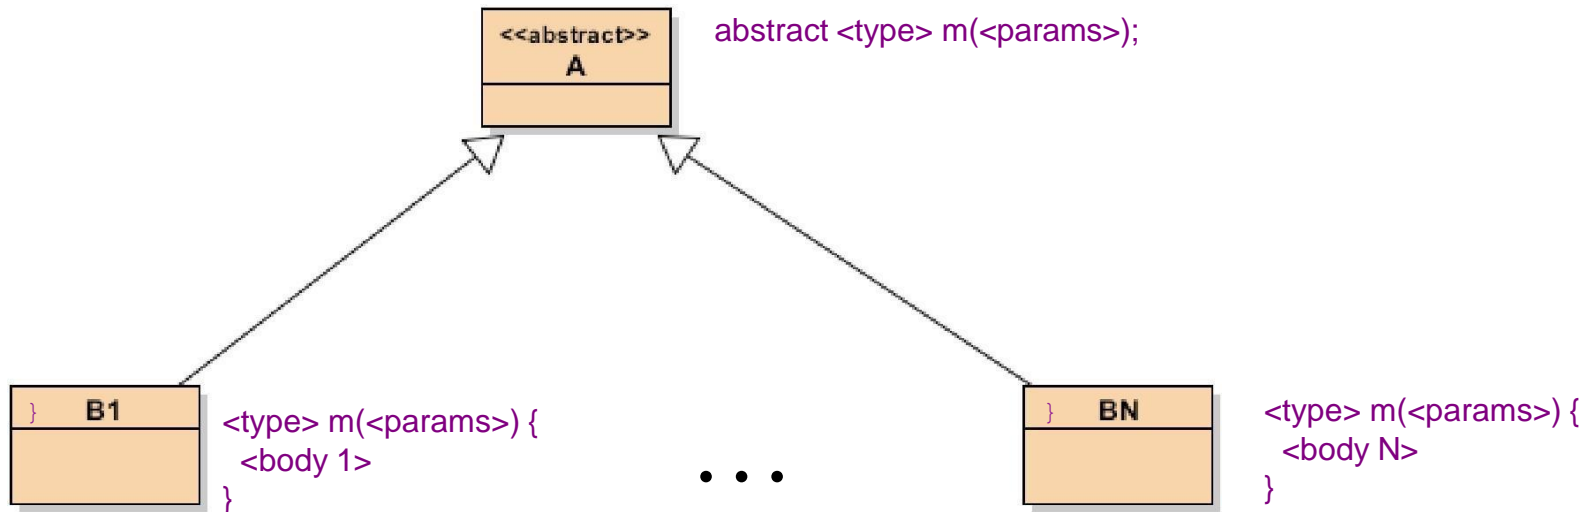 <<abstract>>
A
abstract <type> m(<params>);
} B1
<type> m(<params>) {
<body 1>
}
• • •
} BN
<type> m(<params>) {
<body N>
}